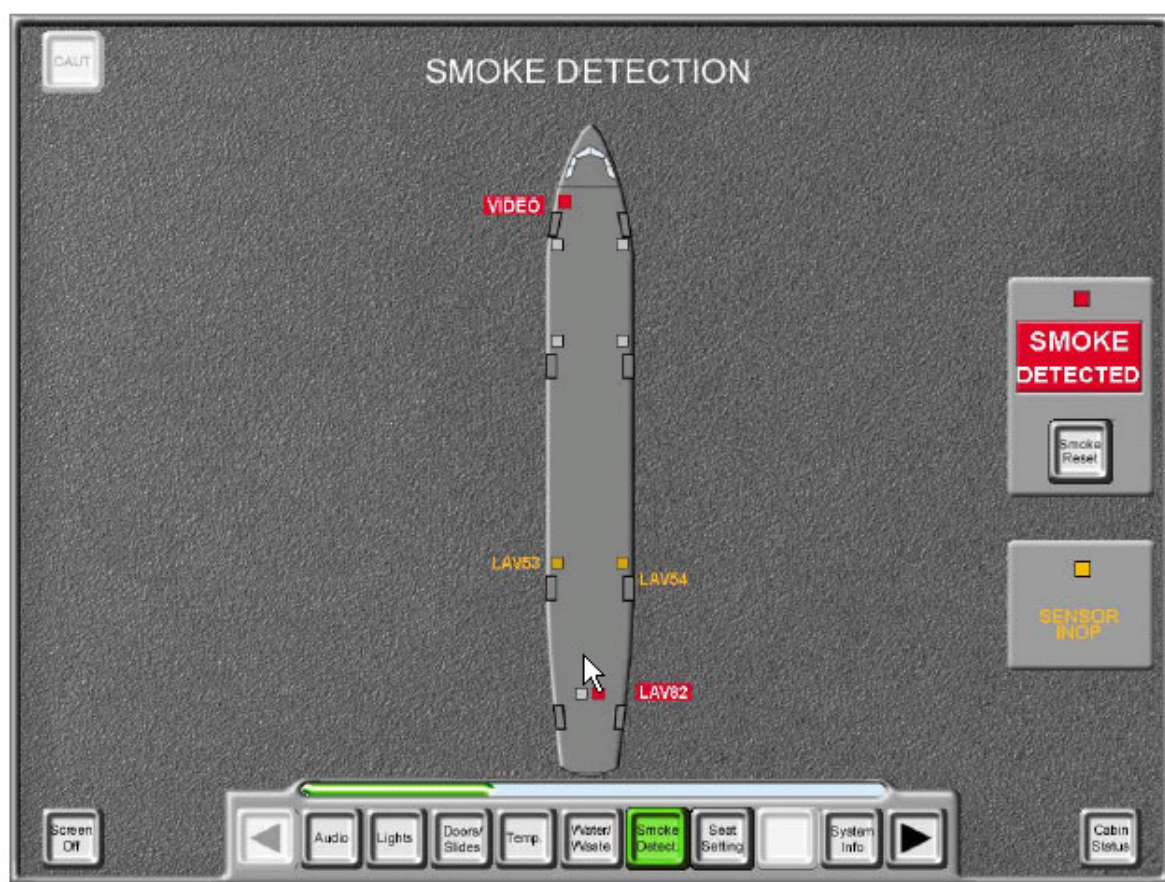 CAUT
SMOKE DETECTION
VIDEO
SMOKE
DETECTED
Smoke
Reset
LAV53
LAV54
SENSOR
INOP
LAV82
Screen
Off
Audio
Lights
Doors/
Slides
Temp.
Water/
Waste
Smoke
Detect.
Seat
Setting
System
Info
Cabin
Status